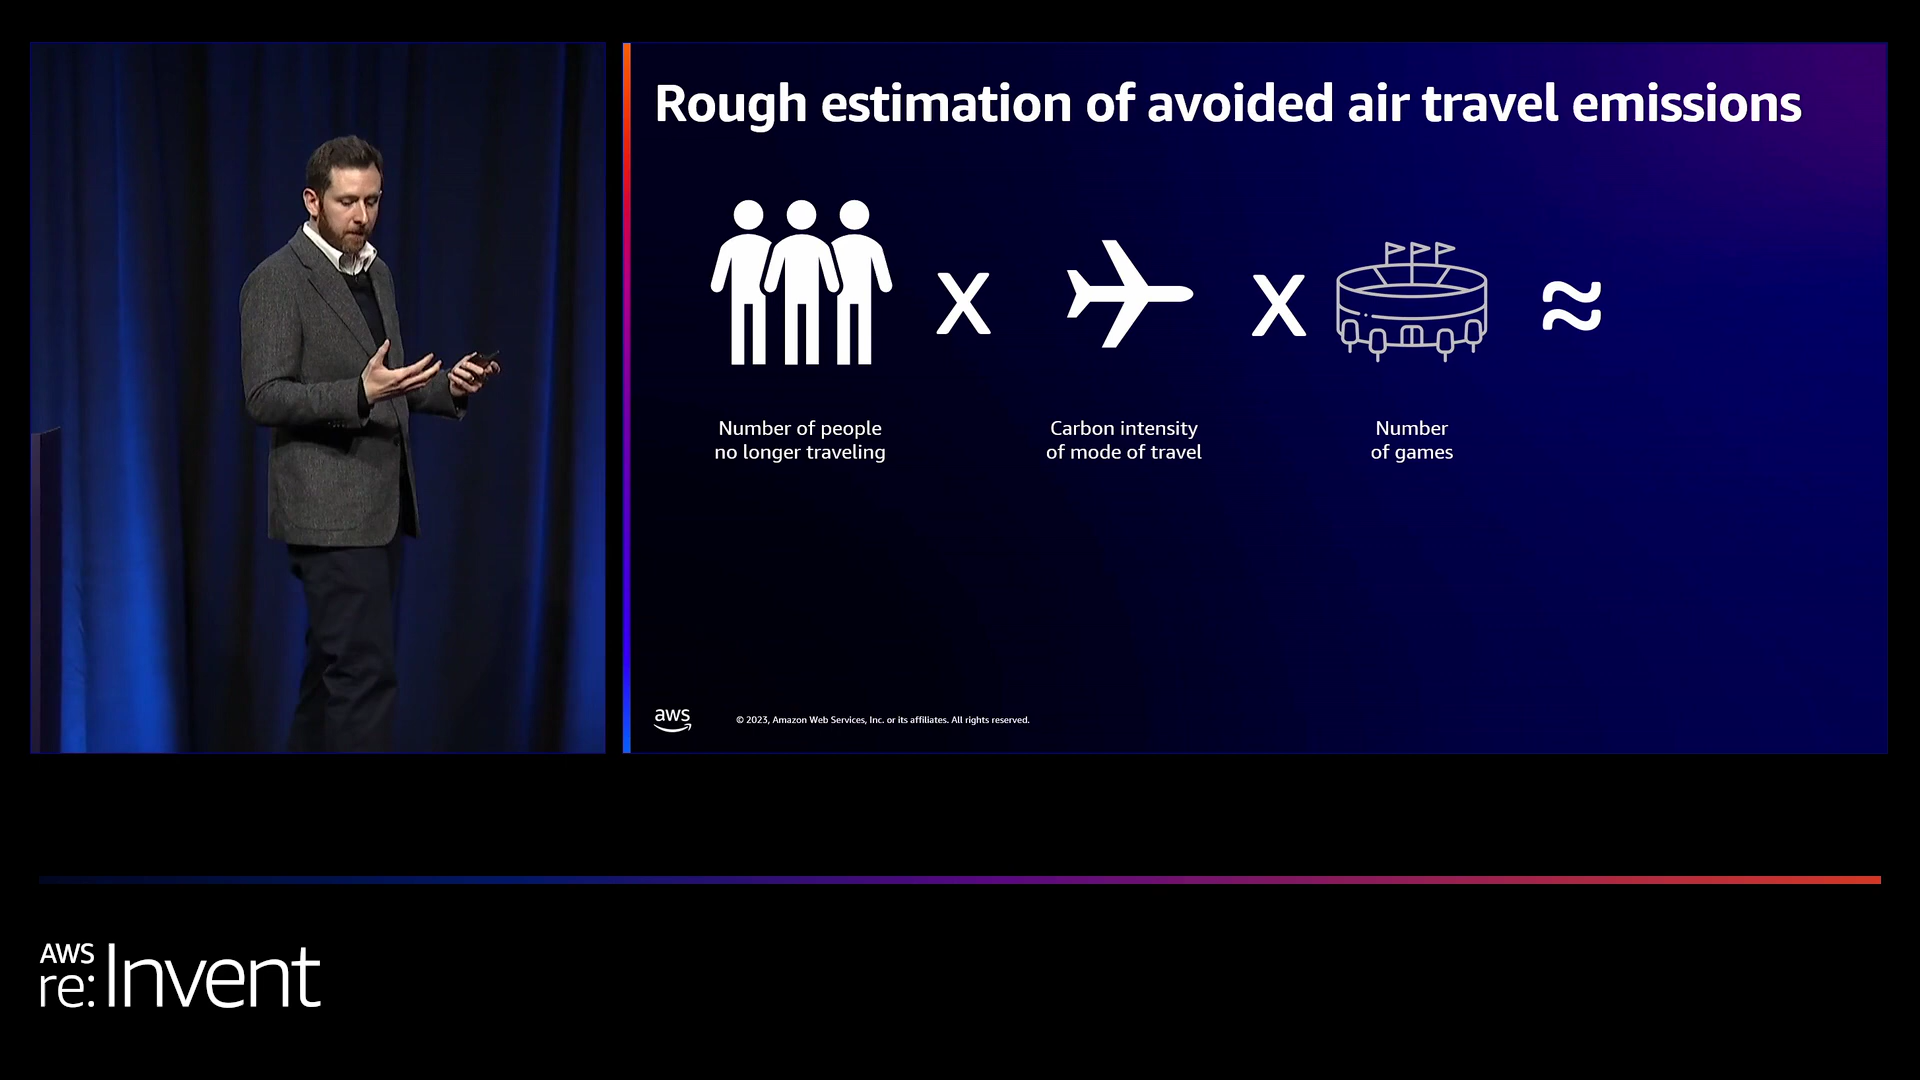 Rough estimation of avoided air travel emissions
X
X
≈
Number of people
no longer traveling
Carbon intensity
of mode of travel
Number
of games
aws
© 2023, Amazon Web Services, Inc. or its affiliates. All rights reserved.
AWS
re:Invent